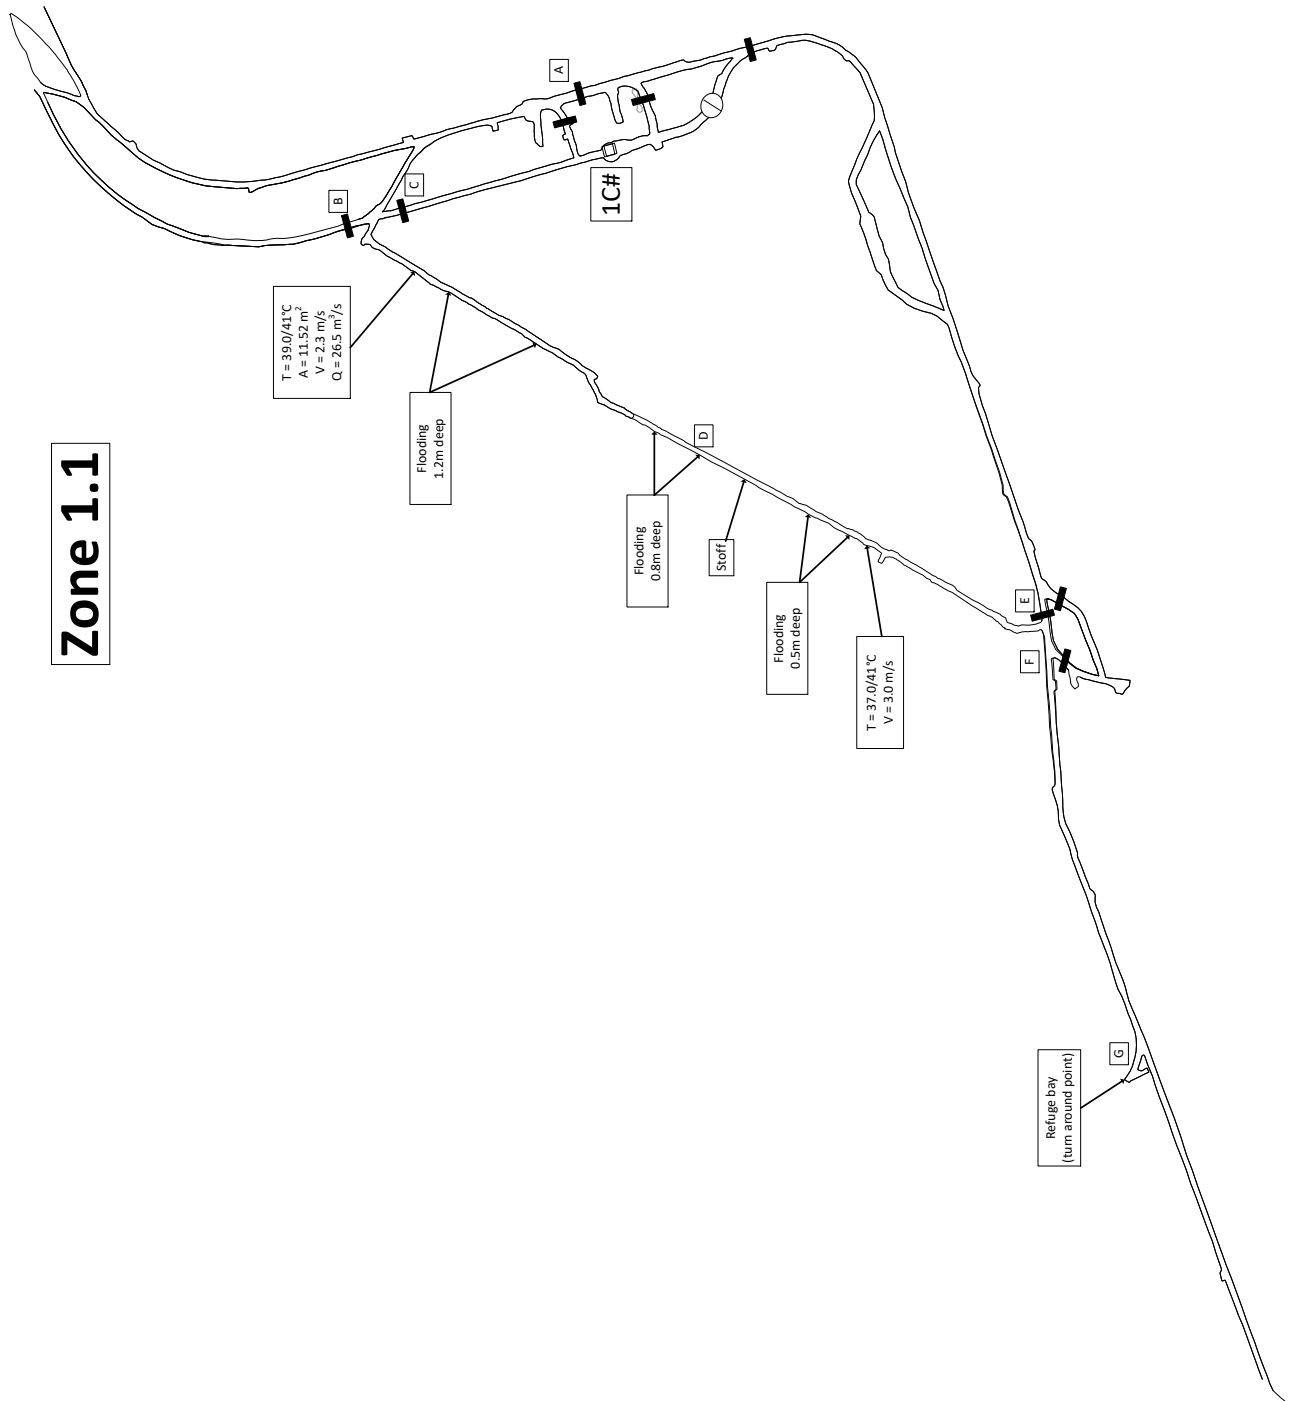 Zone 1.1
A
B
C
1C#
T = 39.0/41°C
A = 11.52 m²
V = 2.3 m/s
Q = 26.5 m³/s
Flooding
1.2m deep
D
Flooding
0.8m deep
Stoff
Flooding
0.5m deep
T = 37.0/41°C
V = 3.0 m/s
E
F
G
Refuge bay
(turn around point)